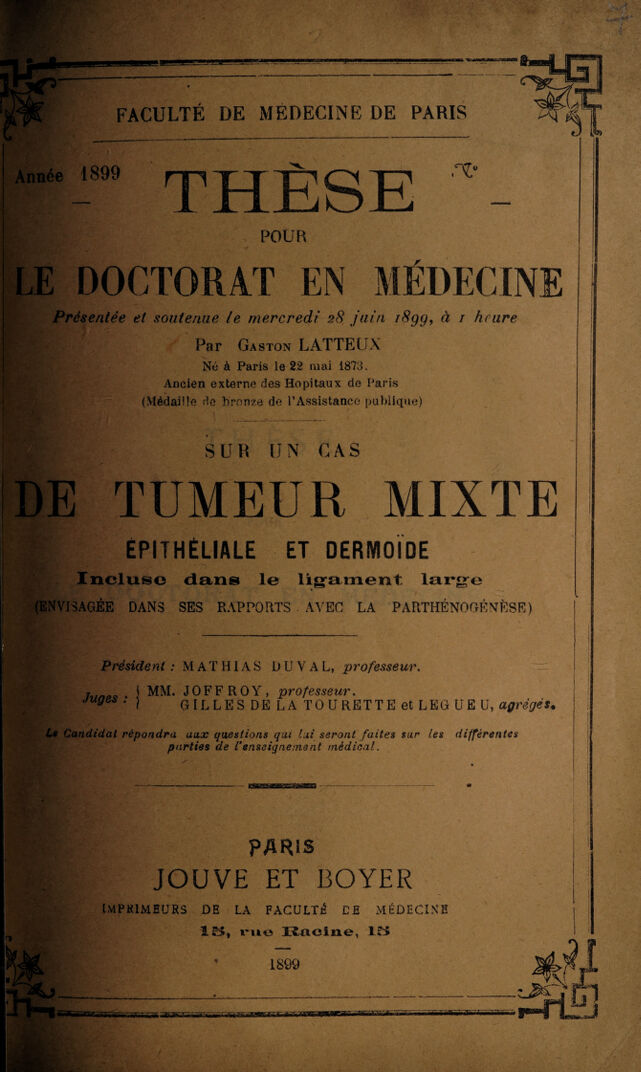 FACULTÉ DE MÉDECINE DE PARIS
Année 1899
THÈSE
N°
POUR
LE DOCTORAT EN MÉDECINE
Présentée et soutenue le mercredi 28 juin 1899, à 1 heure
Par GASTON LATTEUX
Né à Paris le 22 mai 1873.
Ancien externe des Hopitaux de Paris
(Médaille de bronze de l'Assistance publique)
SUR UN CAS
DE TUMEUR MIXTE
ÉPITHÉLIALE ET DERMOÏDE
Incluse dans le ligament large
(ENVISAGÉE DANS SES RAPPORTS AVEC LA PARTHÉNOGÉNÈSE)
Président : MATHIAS DUVAL, professeur.
Juges : MM. JOFFROY, professeur.
GILLES DE LA TOURETTE et LEGUEU, agrégés.
Le Candidat répondra aux questions qui lui seront faites sur les différentes
parties de l'enseignement médical.
PARIS
JOUVE ET BOYER
IMPRIMEURS DE LA FACULTÉ DE MÉDECINE
15, rue Racine, 15
1899